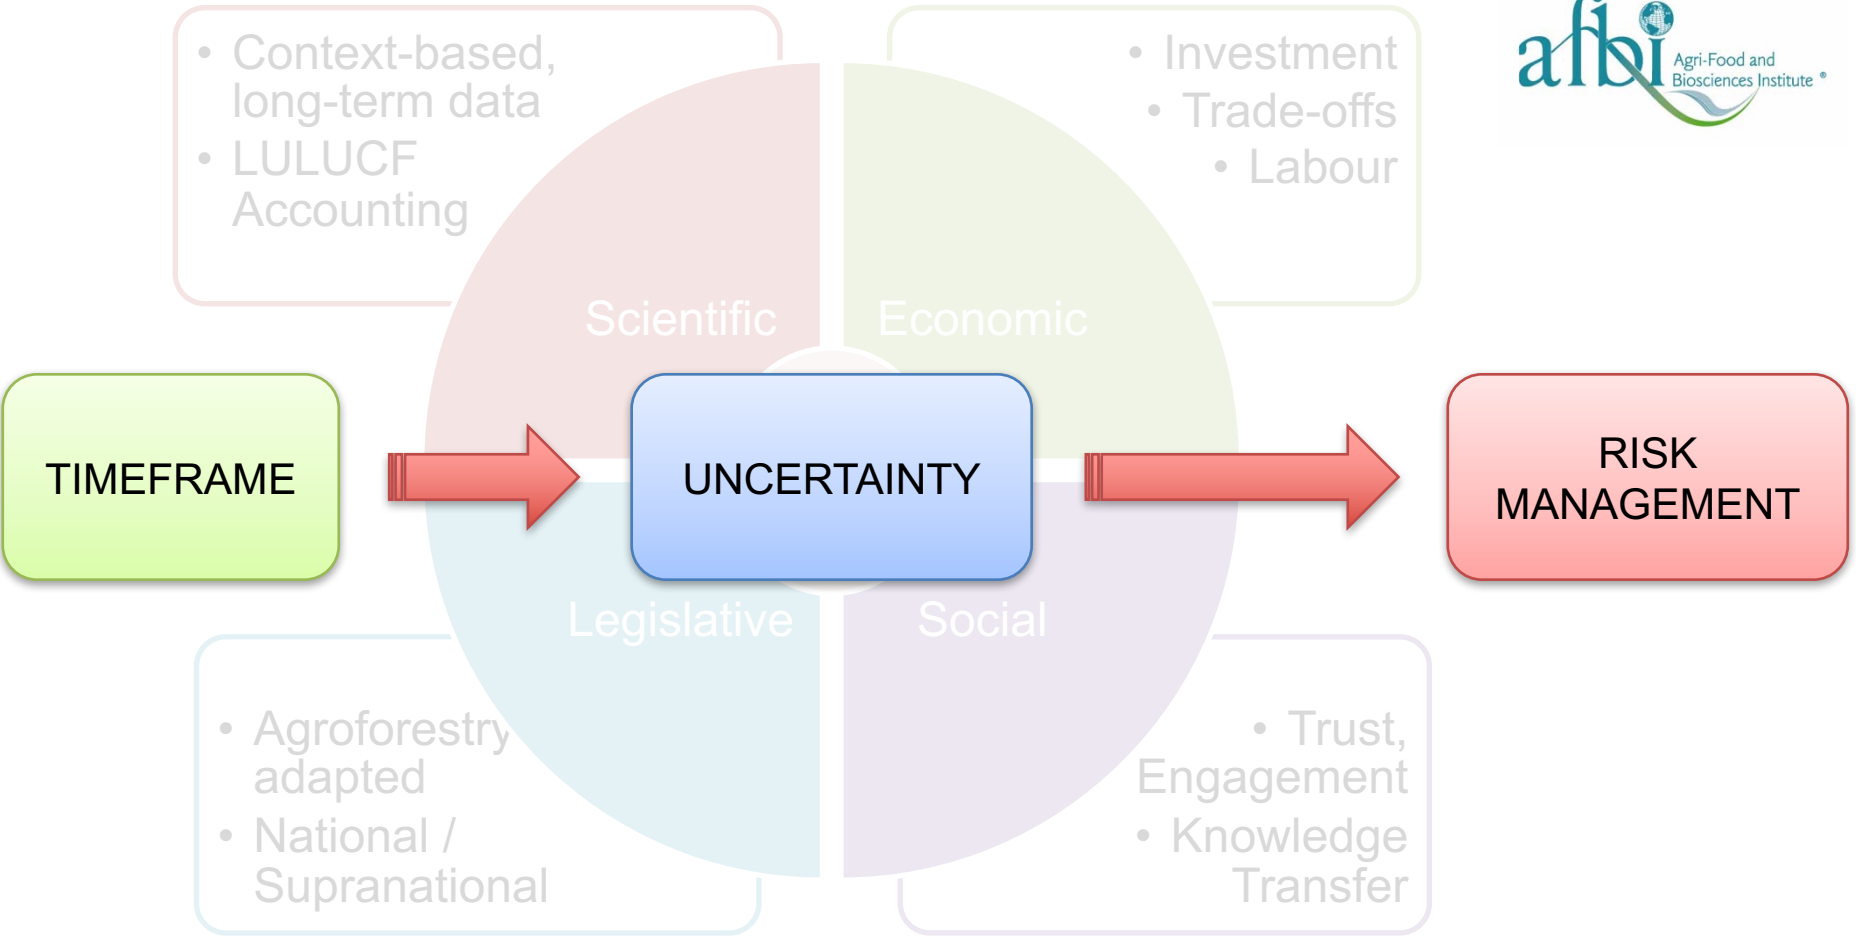 • Context-based,
long-term data
• LULUCF
Accounting
• Investment
• Trade-offs
• Labour
afbi Agri-Food and
Biosciences Institute ®
Scientific
Economic
TIMEFRAME
UNCERTAINTY
RISK
MANAGEMENT
Legislative
Social
• Agroforestry
adapted
• National /
Supranational
• Trust,
Engagement
• Knowledge
Transfer